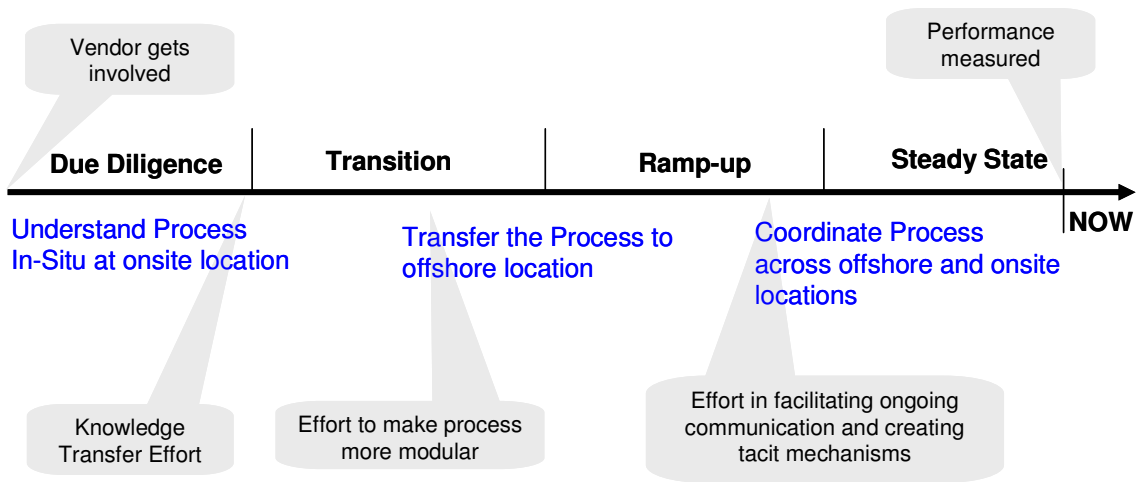 Vendor gets
involved
Performance
measured
Due Diligence
Transition
Ramp-up
Steady State
NOW
Understand Process
In-Situ at onsite location
Transfer the Process to
offshore location
Coordinate Process
across offshore and onsite
locations
Knowledge
Transfer Effort
Effort to make process
more modular
Effort in facilitating ongoing
communication and creating
tacit mechanisms